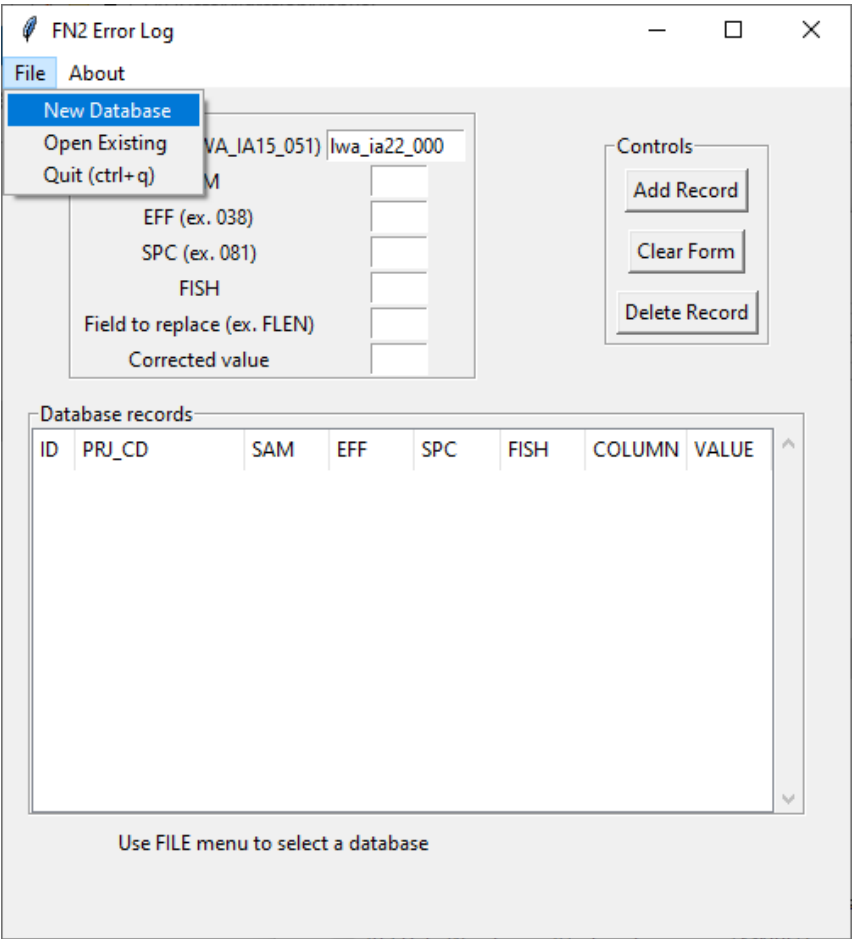 FN2 Error Log
File About
New Database
Open Existing
Quit (ctrl+q)
WA_IA15_051) lwa_ia22_000
M
EFF (ex. 038)
SPC (ex. 081)
FISH
Field to replace (ex. FLEN)
Corrected value
Controls
Add Record
Clear Form
Delete Record
Database records
ID PRJ_CD SAM EFF SPC FISH COLUMN VALUE
Use FILE menu to select a database